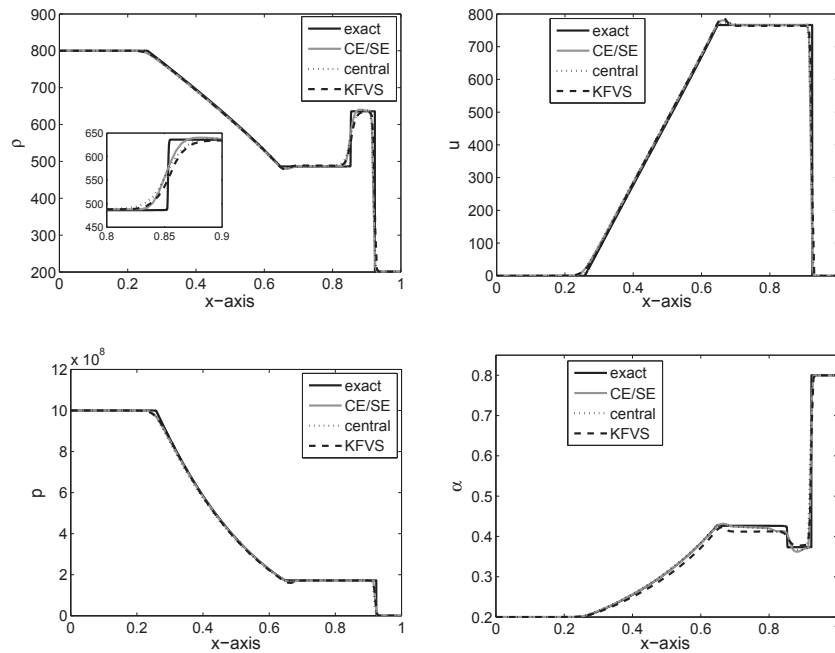 900
800
700
600
500
400
300
200
ρ
exact
CE/SE
central
KFVS
650
600
550
500
450
0.8
0.85
0.9
0
0.2
0.4
0.6
0.8
1
x−axis
800
700
600
500
400
300
200
100
0
u
exact
CE/SE
central
KFVS
0
0.2
0.4
0.6
0.8
x−axis
x 10^8
12
10
8
6
4
2
0
p
exact
CE/SE
central
KFVS
0
0.2
0.4
0.6
0.8
1
x−axis
0.8
0.7
0.6
0.5
0.4
0.3
0.2
α
exact
CE/SE
central
KFVS
0
0.2
0.4
0.6
0.8
x−axis